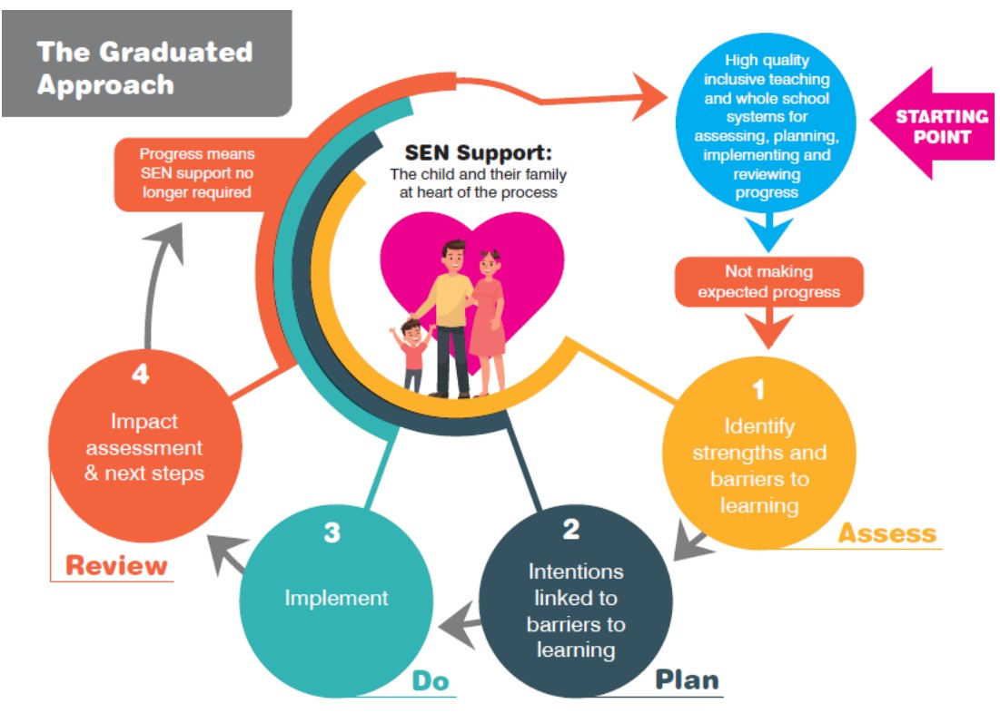 The Graduated
Approach
High quality
inclusive teaching
and whole school
systems for
assessing, planning,
implementing and
reviewing
progress
STARTING
POINT
Progress means
SEN support no
longer required
SEN Support:
The child and their family
at heart of the process
Not making
expected progress
1
Identify
strengths and
barriers to
learning
Assess
2
Intentions
linked to
barriers to
learning
Plan
3
Implement
Do
4
Impact
assessment
& next steps
Review